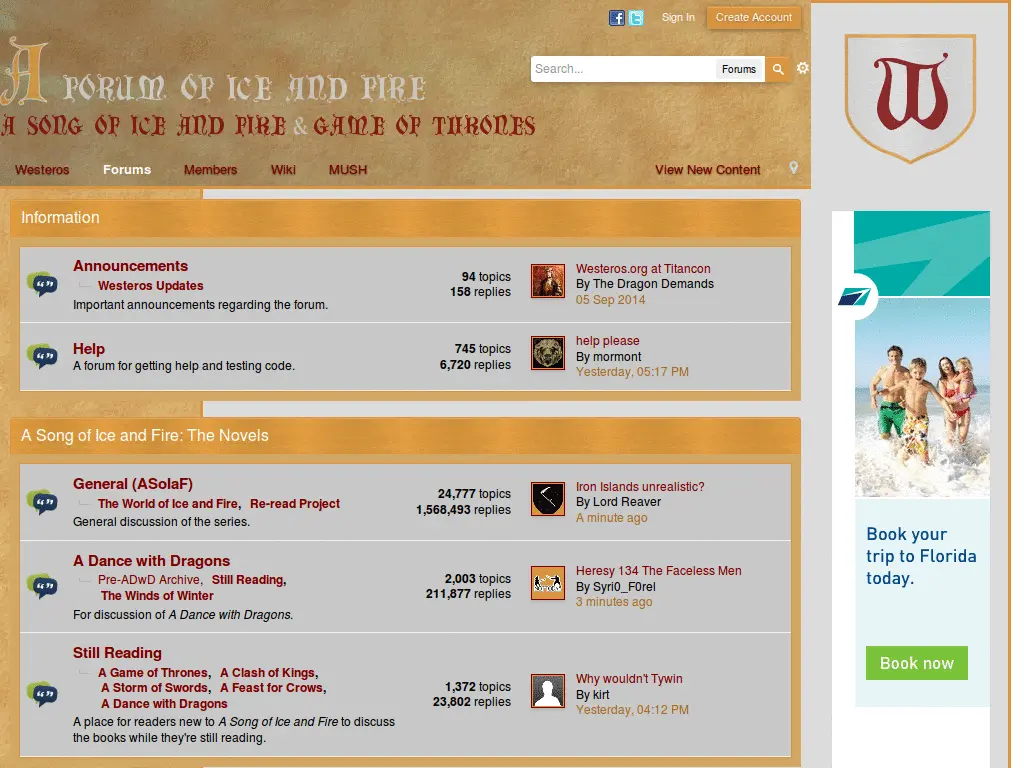 Sign In Create Account
Search... Forums
A FORUM OF ICE AND FIRE
A SONG OF ICE AND FIRE & GAME OF THRONES
Westeros Forums Members Wiki MUSH View New Content
W
Information
Announcements
Westeros Updates
Important announcements regarding the forum.
94 topics
158 replies
Westeros.org at Titancon
By The Dragon Demands
05 Sep 2014
Help
A forum for getting help and testing code.
745 topics
6,720 replies
help please
By mormont
Yesterday, 05:17 PM
A Song of Ice and Fire: The Novels
General (ASoIaF)
The World of Ice and Fire, Re-read Project
General discussion of the series.
24,777 topics
1,568,493 replies
Iron Islands unrealistic?
By Lord Reaver
A minute ago
A Dance with Dragons
Pre-ADwD Archive, Still Reading,
The Winds of Winter
For discussion of A Dance with Dragons.
2,003 topics
211,877 replies
Heresy 134 The Faceless Men
By Syri0_F0rel
3 minutes ago
Still Reading
A Game of Thrones, A Clash of Kings,
A Storm of Swords, A Feast for Crows,
A Dance with Dragons
A place for readers new to A Song of Ice and Fire to discuss
the books while they're still reading.
1,372 topics
23,802 replies
Why wouldn't Tywin
By kirt
Yesterday, 04:12 PM
Book your
trip to Florida
today.
Book now